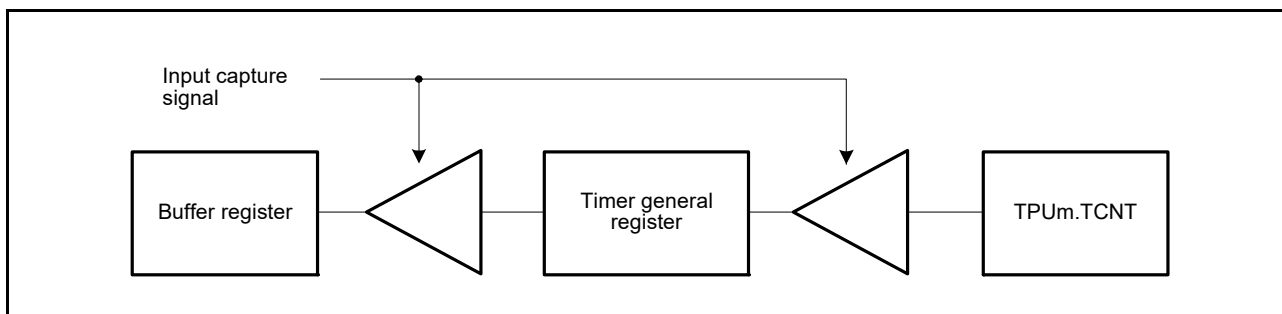 Input capture
signal
Buffer register
Timer general
register
TPUm.TCNT